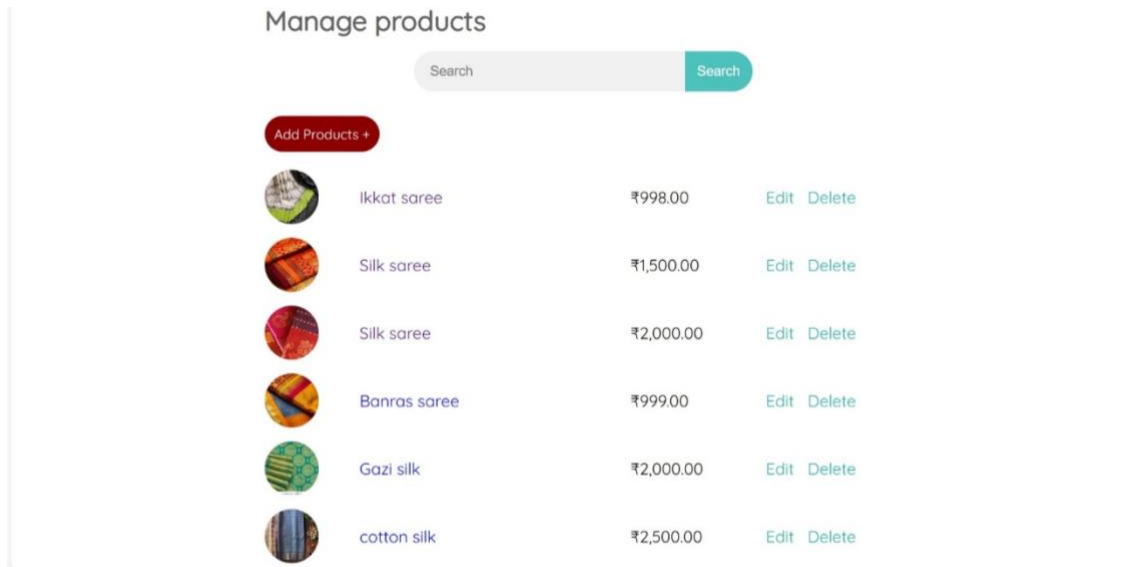 Manage products
Search Search
Add Products +
Ikkat saree ₹998.00 Edit Delete
Silk saree ₹1,500.00 Edit Delete
Silk saree ₹2,000.00 Edit Delete
Banras saree ₹999.00 Edit Delete
Gazi silk ₹2,000.00 Edit Delete
cotton silk ₹2,500.00 Edit Delete